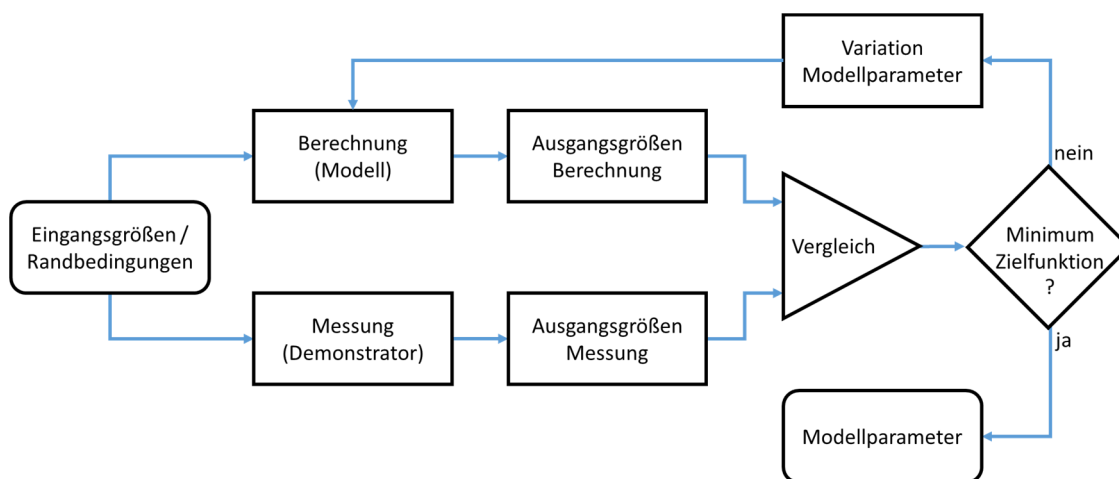 Variation
Modellparameter
Berechnung
(Modell)
Ausgangsgrößen
Berechnung
nein
Eingangsgrößen /
Randbedingungen
Vergleich
Minimum
Zielfunktion
?
Messung
(Demonstrator)
Ausgangsgrößen
Messung
ja
Modellparameter